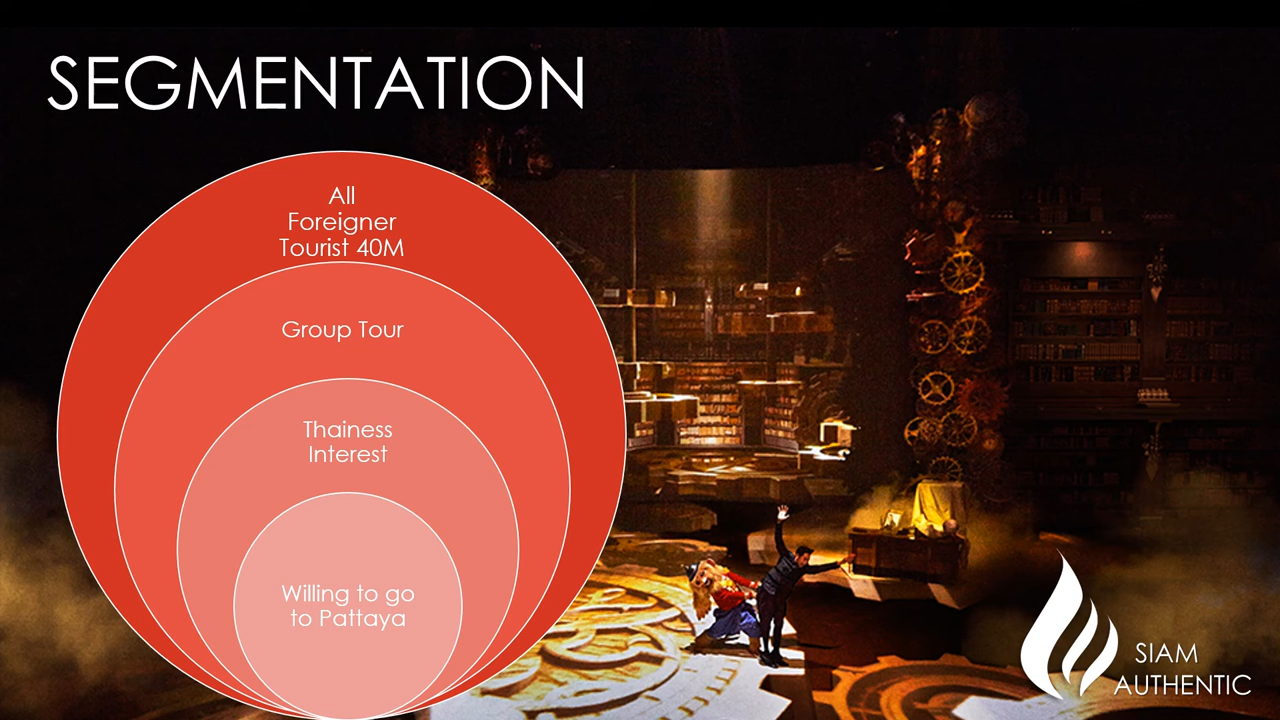 SEGMENTATION
All
Foreigner
Tourist 40M
Group Tour
Thainess
Interest
Willing to go
to Pattaya
SIAM
AUTHENTIC